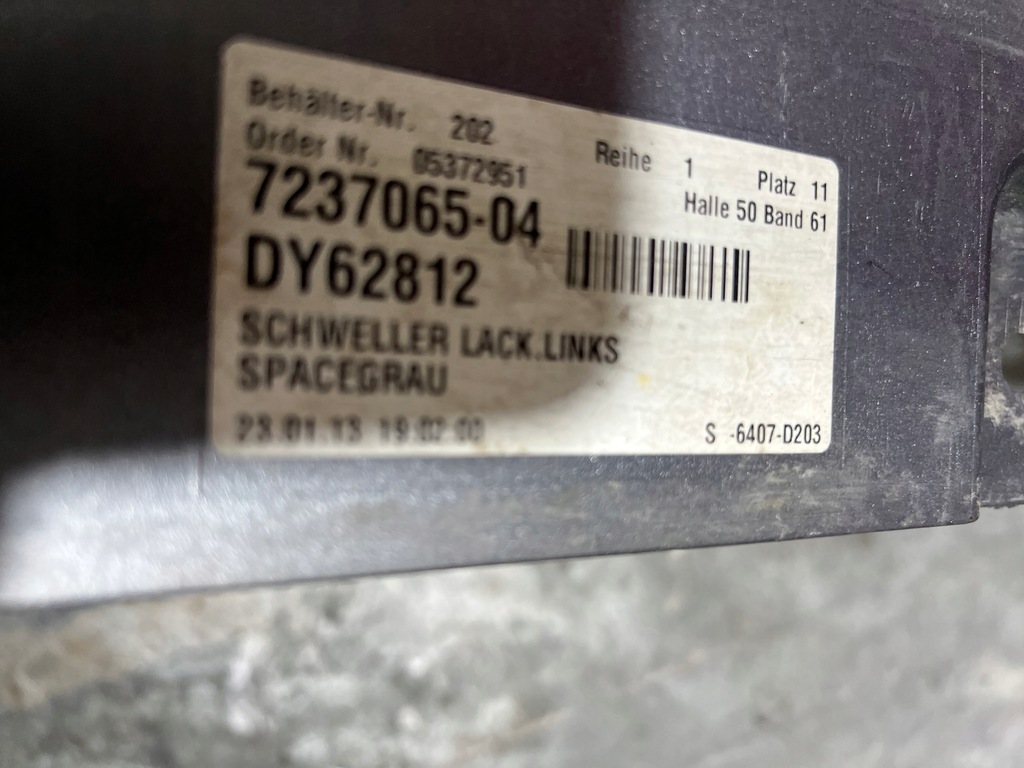 Behälter-Nr. 202
Order Nr. 05372951
Reihe 1 Platz 11
Halle 50 Band 61
7237065-04
DY62812
SCHWELLER LACK.LINKS
SPACEGRAU
23.01.13 19:02:00
S -6407-D203